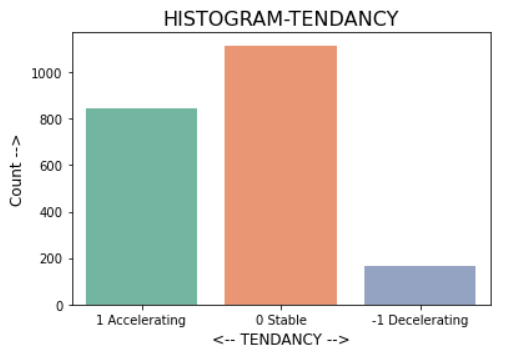 HISTOGRAM-TENDANCY
1000
800
600
400
200
0
Count -->
1 Accelerating
0 Stable
-1 Decelerating
<-- TENDANCY -->